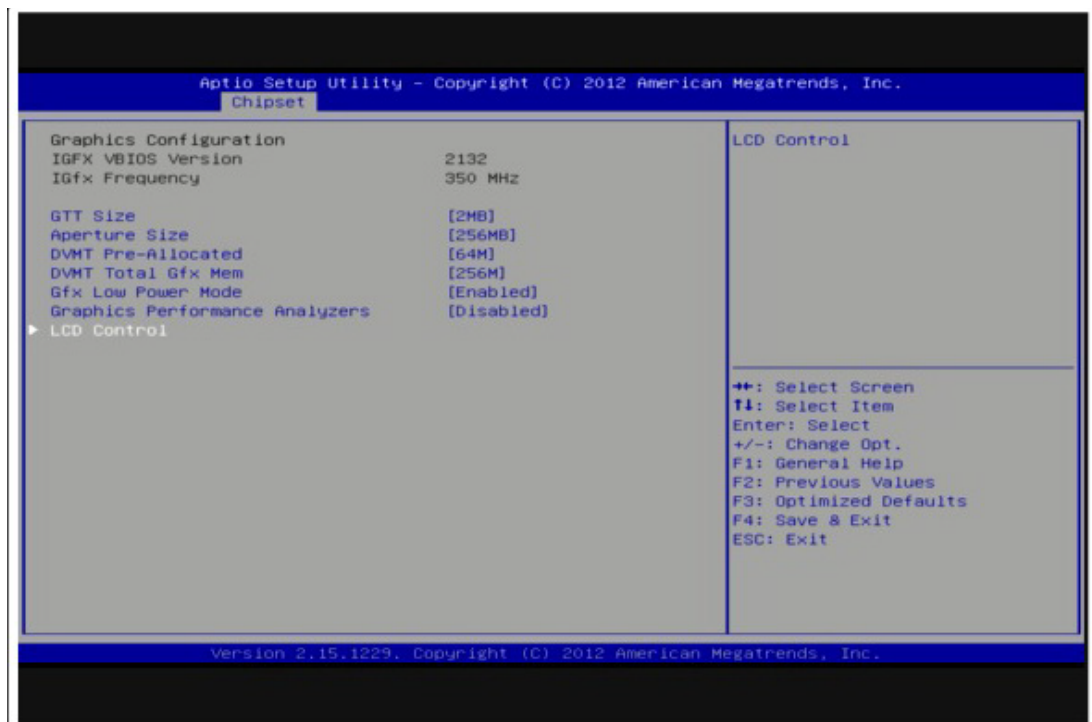 Aptio Setup Utility – Copyright (C) 2012 American Megatrends, Inc.
Chipset
Graphics Configuration
IGFX VBIOS Version 2132
IGfx Frequency 350 MHz
GTT Size [2MB]
Aperture Size [256MB]
DVMT Pre-Allocated [64M]
DVMT Total Gfx Mem [256M]
Gfx Low Power Mode [Enabled]
Graphics Performance Analyzers [Disabled]
► LCD Control
LCD Control
→←: Select Screen
↑↓: Select Item
Enter: Select
+/-: Change Opt.
F1: General Help
F2: Previous Values
F3: Optimized Defaults
F4: Save & Exit
ESC: Exit
Version 2.15.1229. Copyright (C) 2012 American Megatrends, Inc.